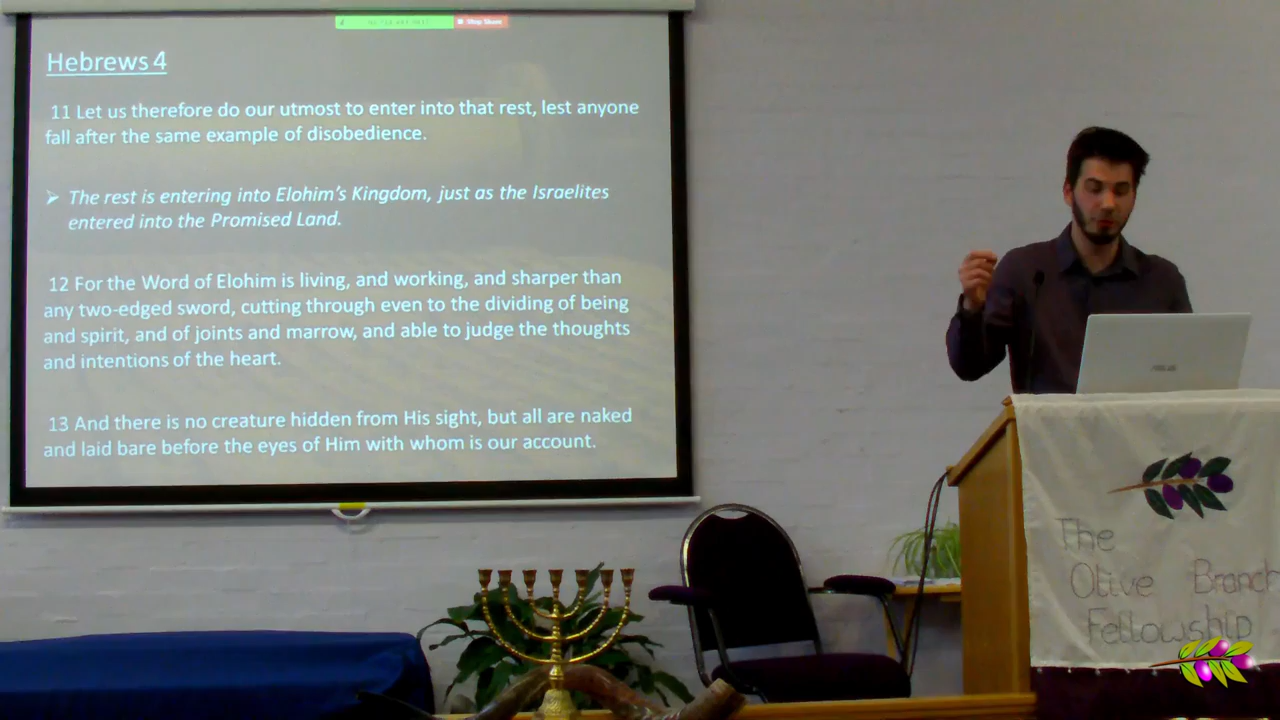 Stop Share
Hebrews 4
11 Let us therefore do our utmost to enter into that rest, lest anyone
fall after the same example of disobedience.
➢ The rest is entering into Elohim’s Kingdom, just as the Israelites
entered into the Promised Land.
12 For the Word of Elohim is living, and working, and sharper than
any two-edged sword, cutting through even to the dividing of being
and spirit, and of joints and marrow, and able to judge the thoughts
and intentions of the heart.
13 And there is no creature hidden from His sight, but all are naked
and laid bare before the eyes of Him with whom is our account.
ASUS
The
Olive Branch
Fellowship